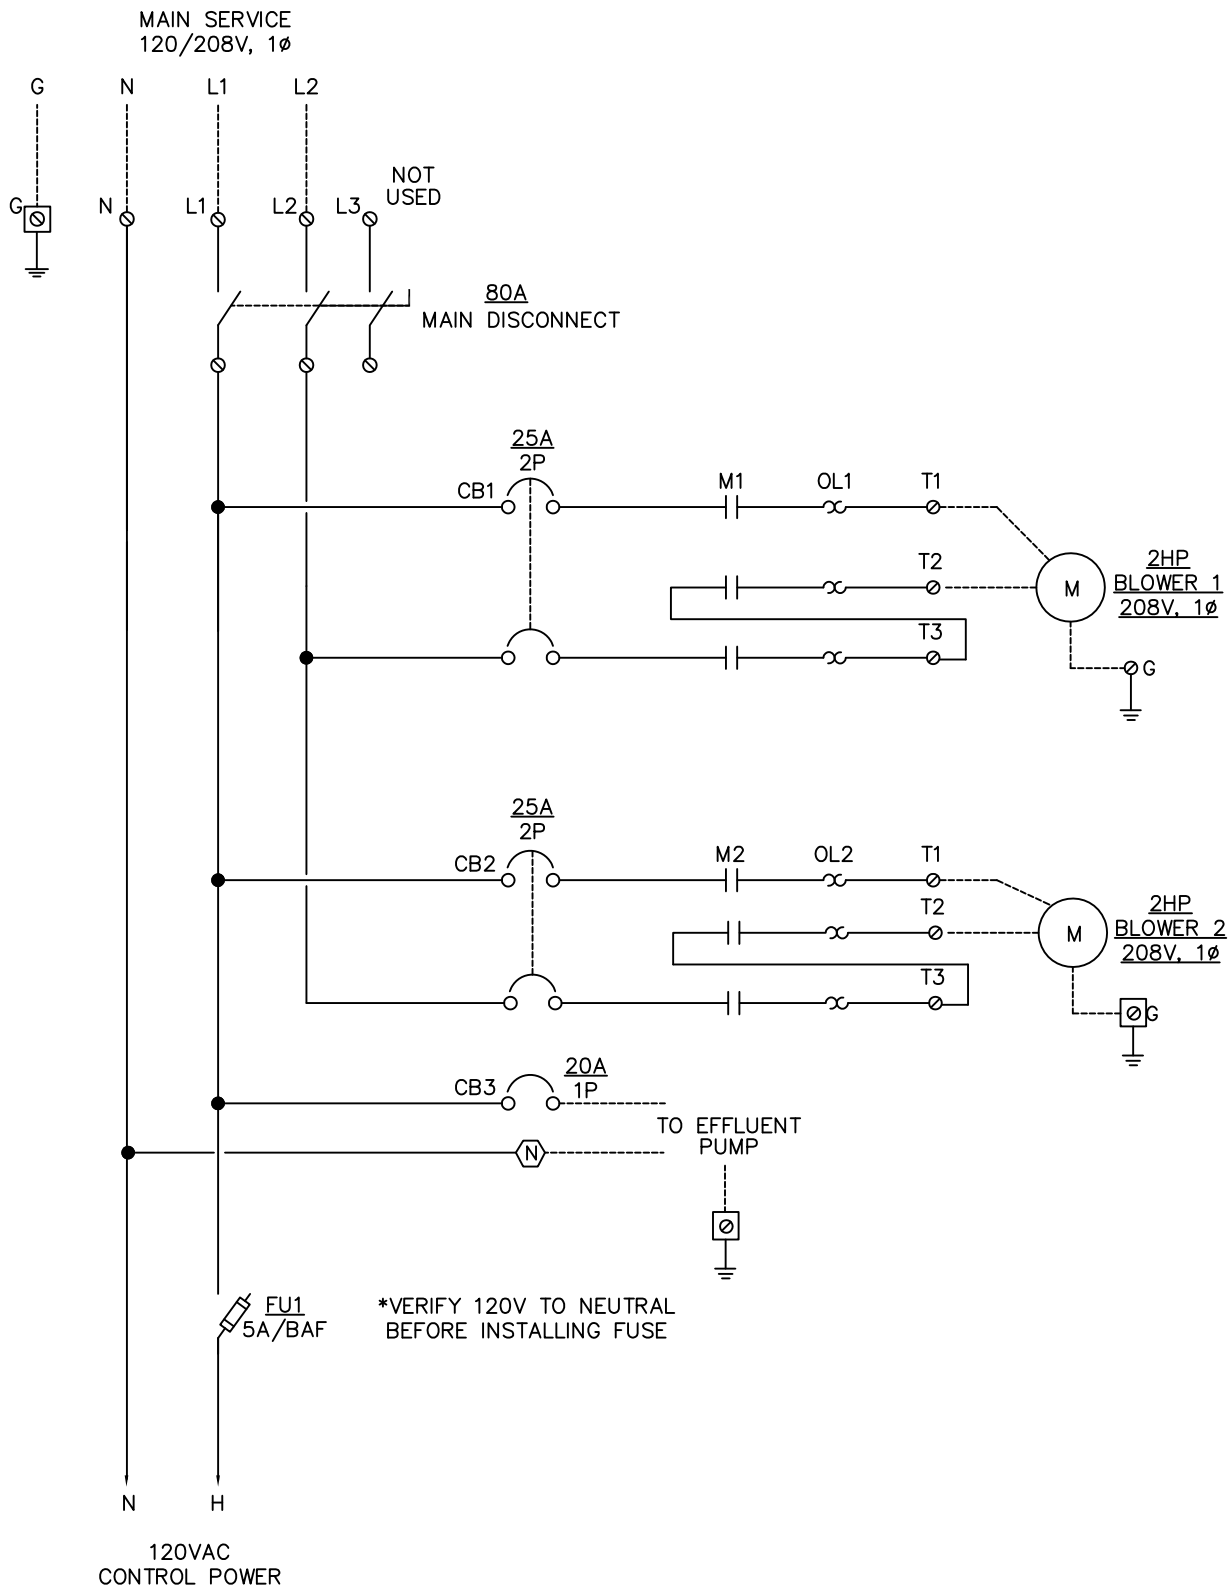 MAIN SERVICE
120/208V, 1ø
G N L1 L2
NOT
USED
G N L1 L2 L3
80A
MAIN DISCONNECT
25A
2P
CB1 M1 OL1 T1
T2
2HP
BLOWER 1
208V, 1ø
M
T3
G
25A
2P
CB2 M2 OL2 T1
T2
2HP
BLOWER 2
208V, 1ø
M
T3
G
20A
1P
CB3
TO EFFLUENT
PUMP
N
FU1
5A/BAF
*VERIFY 120V TO NEUTRAL
BEFORE INSTALLING FUSE
N H
120VAC
CONTROL POWER